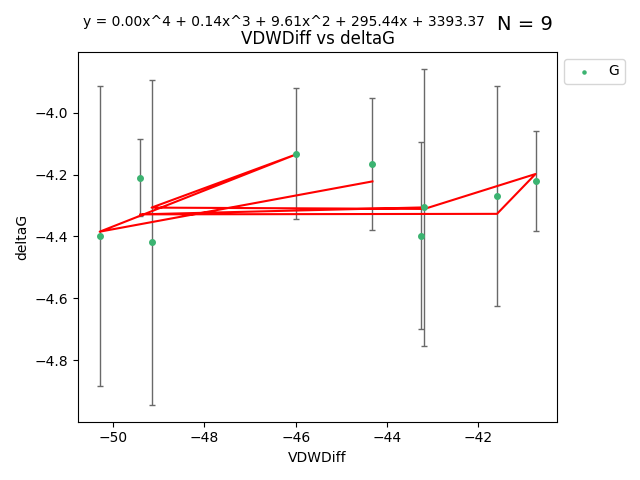 y = 0.00x^4 + 0.14x^3 + 9.61x^2 + 295.44x + 3393.37 N = 9
VDWDiff vs deltaG
G
−4.0
−4.2
−4.4
−4.6
−4.8
deltaG
−50 −48 −46 −44 −42
VDWDiff